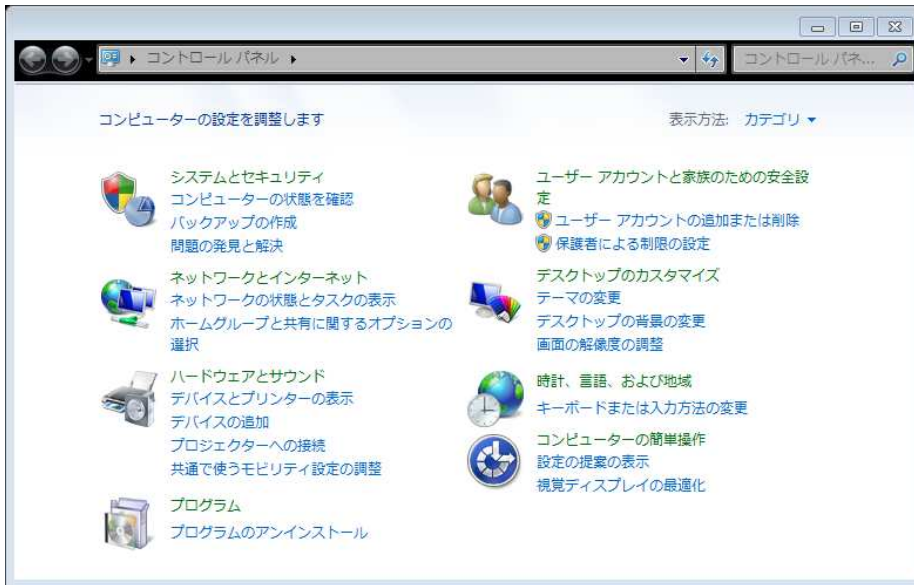 コントロール パネル
コントロール パネ...
コンピューターの設定を調整します
表示方法: カテゴリ
システムとセキュリティ
コンピューターの状態を確認
バックアップの作成
問題の発見と解決
ネットワークとインターネット
ネットワークの状態とタスクの表示
ホームグループと共有に関するオプションの
選択
ハードウェアとサウンド
デバイスとプリンターの表示
デバイスの追加
プロジェクターへの接続
共通で使うモビリティ設定の調整
プログラム
プログラムのアンインストール
ユーザー アカウントと家族のための安全設
定
ユーザー アカウントの追加または削除
保護者による制限の設定
デスクトップのカスタマイズ
テーマの変更
デスクトップの背景の変更
画面の解像度の調整
時計、言語、および地域
キーボードまたは入力方法の変更
コンピューターの簡単操作
設定の提案の表示
視覚ディスプレイの最適化